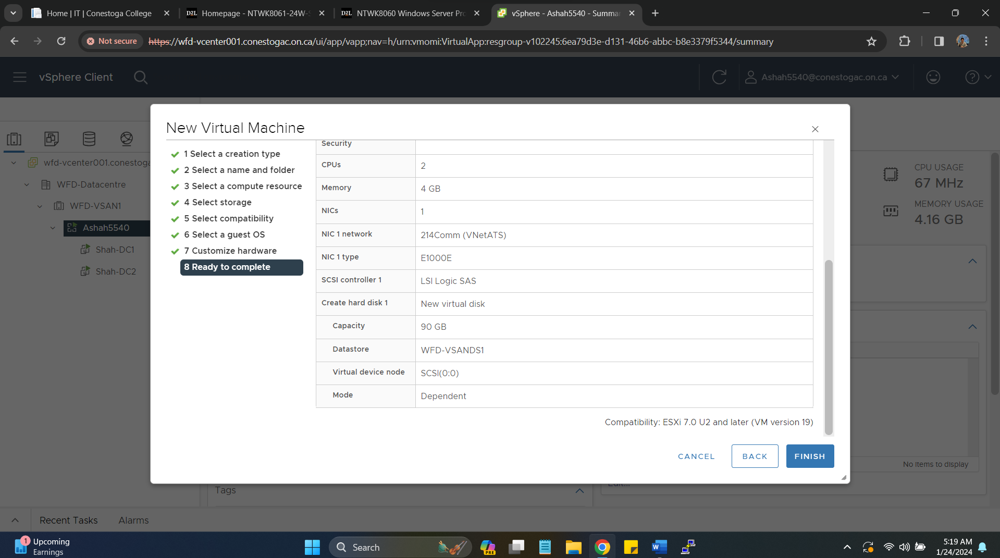 Home | IT | Conestoga College
D2L Homepage - NTWK8061-24W-S
D2L NTWK8060 Windows Server Pro
vSphere - Ashah5540 - Summar
Not secure
https://wfd-vcenter001.conestogac.on.ca/ui/app/vapp;nav=h/urn:vmomi:VirtualApp:resgroup-v102245:6ea79d3e-d131-46b6-abbc-b8e3379f5344/summary
vSphere Client
Ashah5540@conestogac.on.ca
wfd-vcenter001.conestoga
WFD-Datacentre
WFD-VSAN1
Ashah5540
Shah-DC1
Shah-DC2
New Virtual Machine
1 Select a creation type
2 Select a name and folder
3 Select a compute resource
4 Select storage
5 Select compatibility
6 Select a guest OS
7 Customize hardware
8 Ready to complete
Security
CPUs 2
Memory 4 GB
NICs 1
NIC 1 network 214Comm (VNetATS)
NIC 1 type E1000E
SCSI controller 1 LSI Logic SAS
Create hard disk 1 New virtual disk
Capacity 90 GB
Datastore WFD-VSANDS1
Virtual device node SCSI(0:0)
Mode Dependent
Compatibility: ESXi 7.0 U2 and later (VM version 19)
CANCEL
BACK
FINISH
CPU USAGE
67 MHz
MEMORY USAGE
4.16 GB
No items to display
Edit...
Tags
Recent Tasks
Alarms
1
Upcoming
Earnings
Search
PRE
5:19 AM
1/24/2024